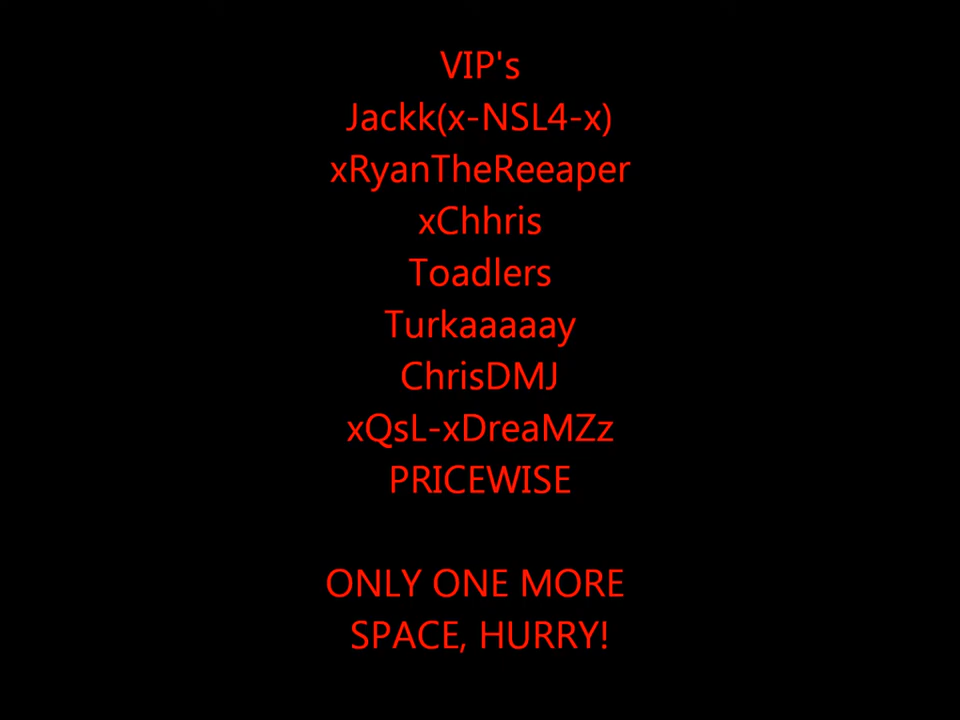 VIP's
Jackk(x-NSL4-x)
xRyanTheReeaper
xChhris
Toadlers
Turkaaaaay
ChrisDMJ
xQsL-xDreaMZz
PRICEWISE
ONLY ONE MORE
SPACE, HURRY!